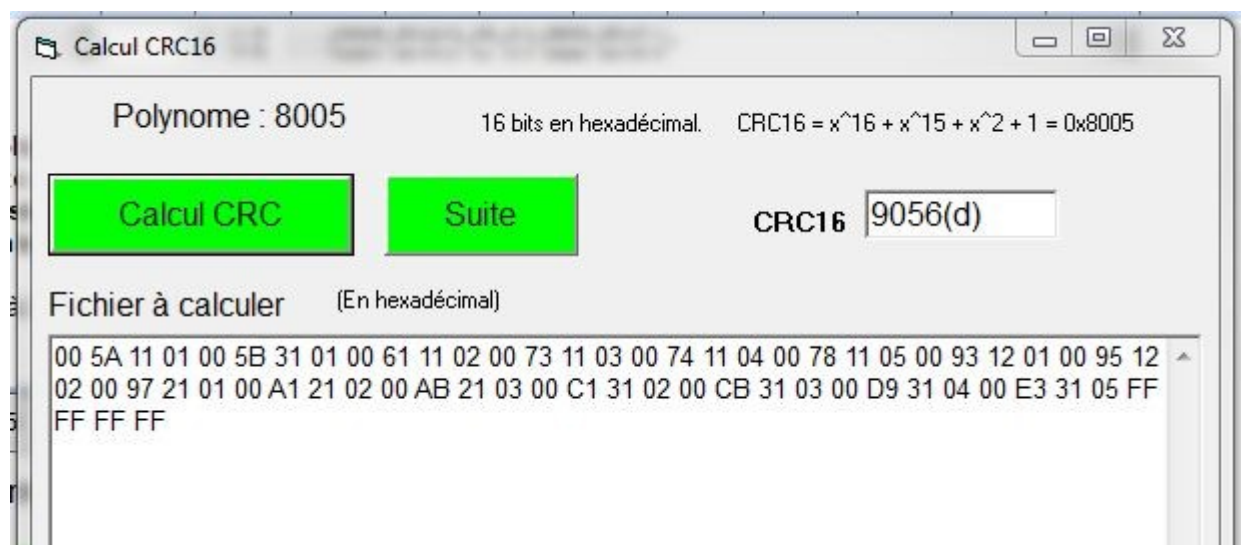 Calcul CRC16
Polynome : 8005 16 bits en hexadécimal. CRC16 = x^16 + x^15 + x^2 + 1 = 0x8005
Calcul CRC Suite CRC16 9056(d)
Fichier à calculer (En hexadécimal)
00 5A 11 01 00 5B 31 01 00 61 11 02 00 73 11 03 00 74 11 04 00 78 11 05 00 93 12 01 00 95 12
02 00 97 21 01 00 A1 21 02 00 AB 21 03 00 C1 31 02 00 CB 31 03 00 D9 31 04 00 E3 31 05 FF
FF FF FF